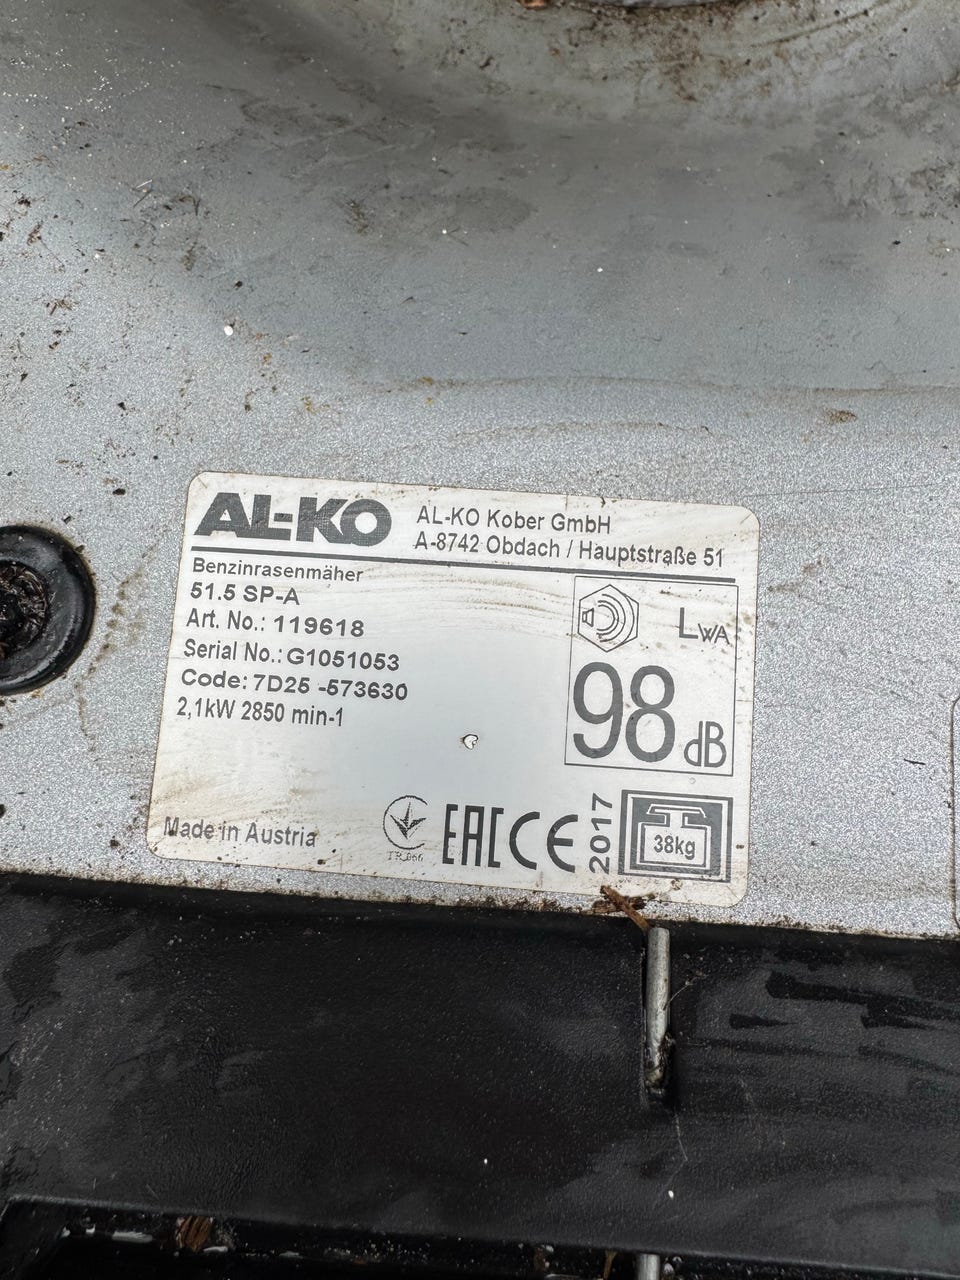 AL-KO
AL-KO Kober GmbH
A-8742 Obdach / Hauptstraße 51
Benzinrasenmäher
51.5 SP-A
Art. No.: 119618
Serial No.: G1051053
Code: 7D25 -573630
2,1kW 2850 min-1
LWA
98 dB
Made in Austria
TR.066
EAC CE
2017
38kg